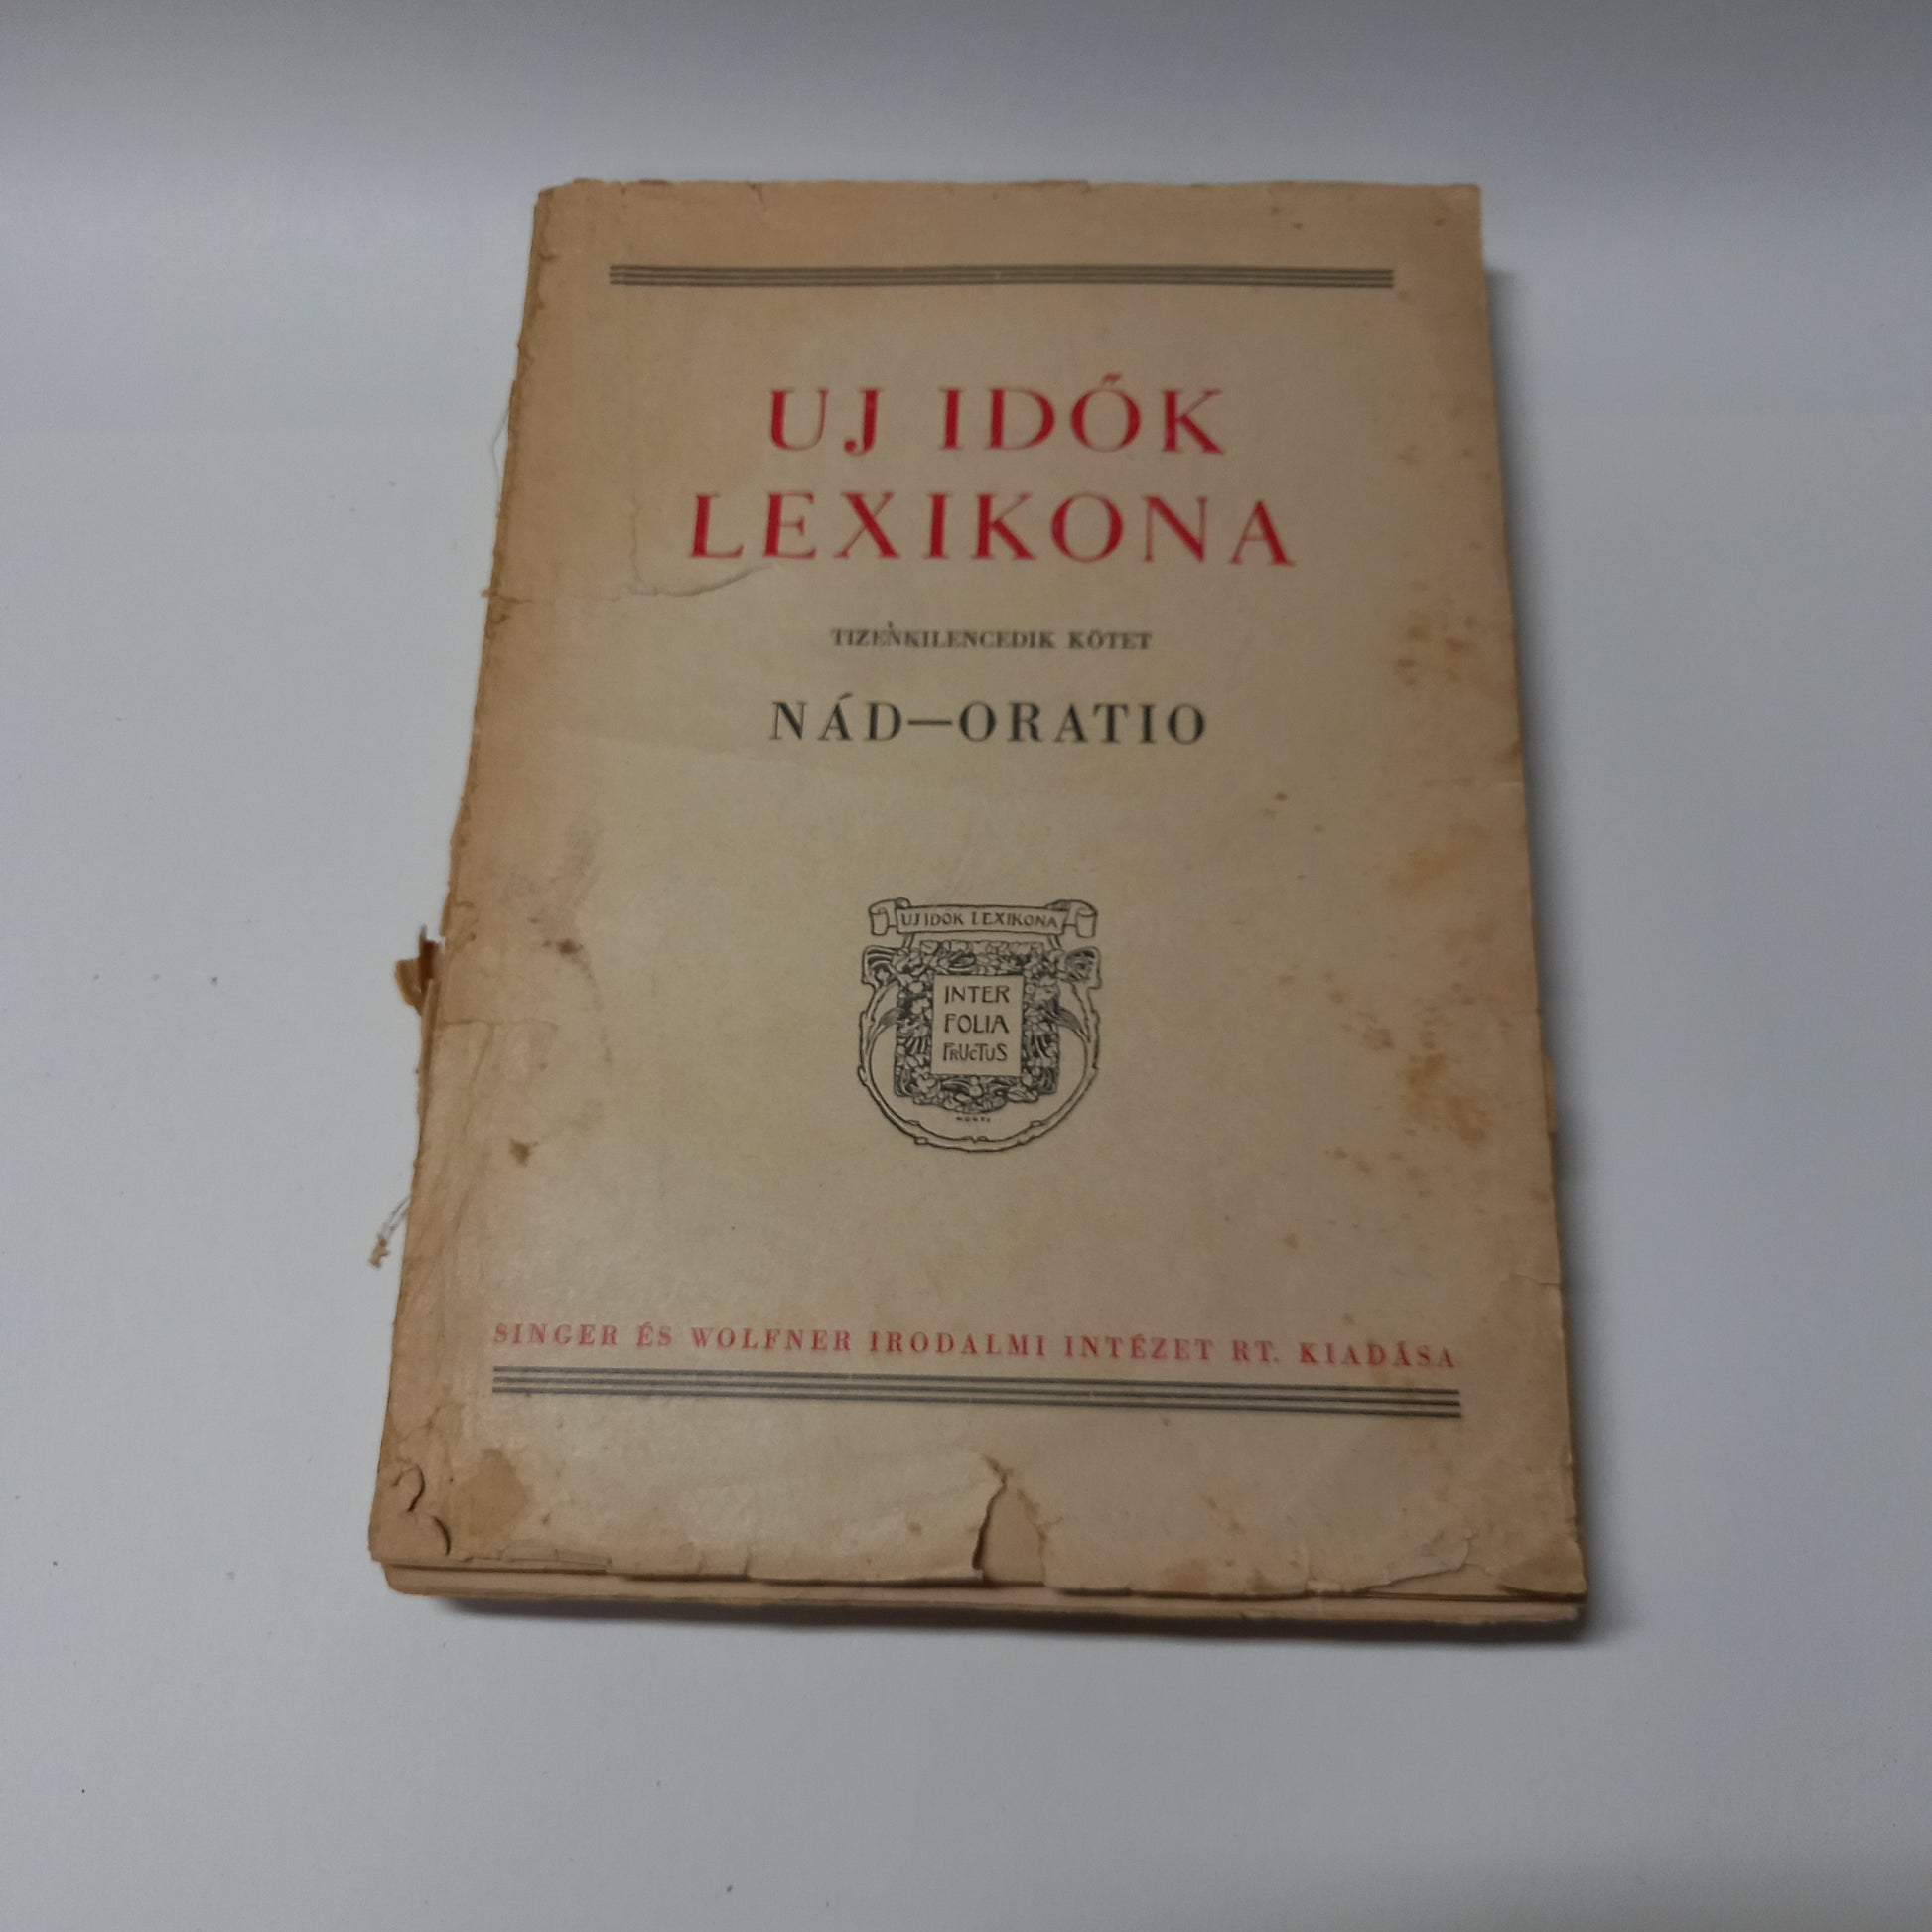 UJ IDŐK
LEXIKONA
TIZENKILENCEDIK KÖTET
NÁD—ORATIO
UJ IDŐK LEXIKONA
INTER
FOLIA
FRUCTUS
SINGER ÉS WOLFNER IRODALMI INTÉZET RT. KIADÁSA